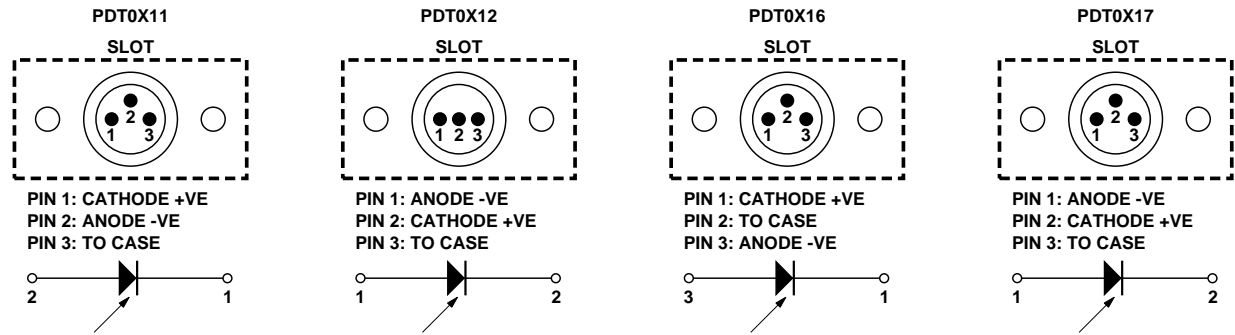 PDT0X11
SLOT
1 2 3
PIN 1: CATHODE +VE
PIN 2: ANODE -VE
PIN 3: TO CASE
2 1
PDT0X12
SLOT
1 2 3
PIN 1: ANODE -VE
PIN 2: CATHODE +VE
PIN 3: TO CASE
1 2
PDT0X16
SLOT
1 2 3
PIN 1: CATHODE +VE
PIN 2: TO CASE
PIN 3: ANODE -VE
3 1
PDT0X17
SLOT
1 2 3
PIN 1: ANODE -VE
PIN 2: CATHODE +VE
PIN 3: TO CASE
1 2